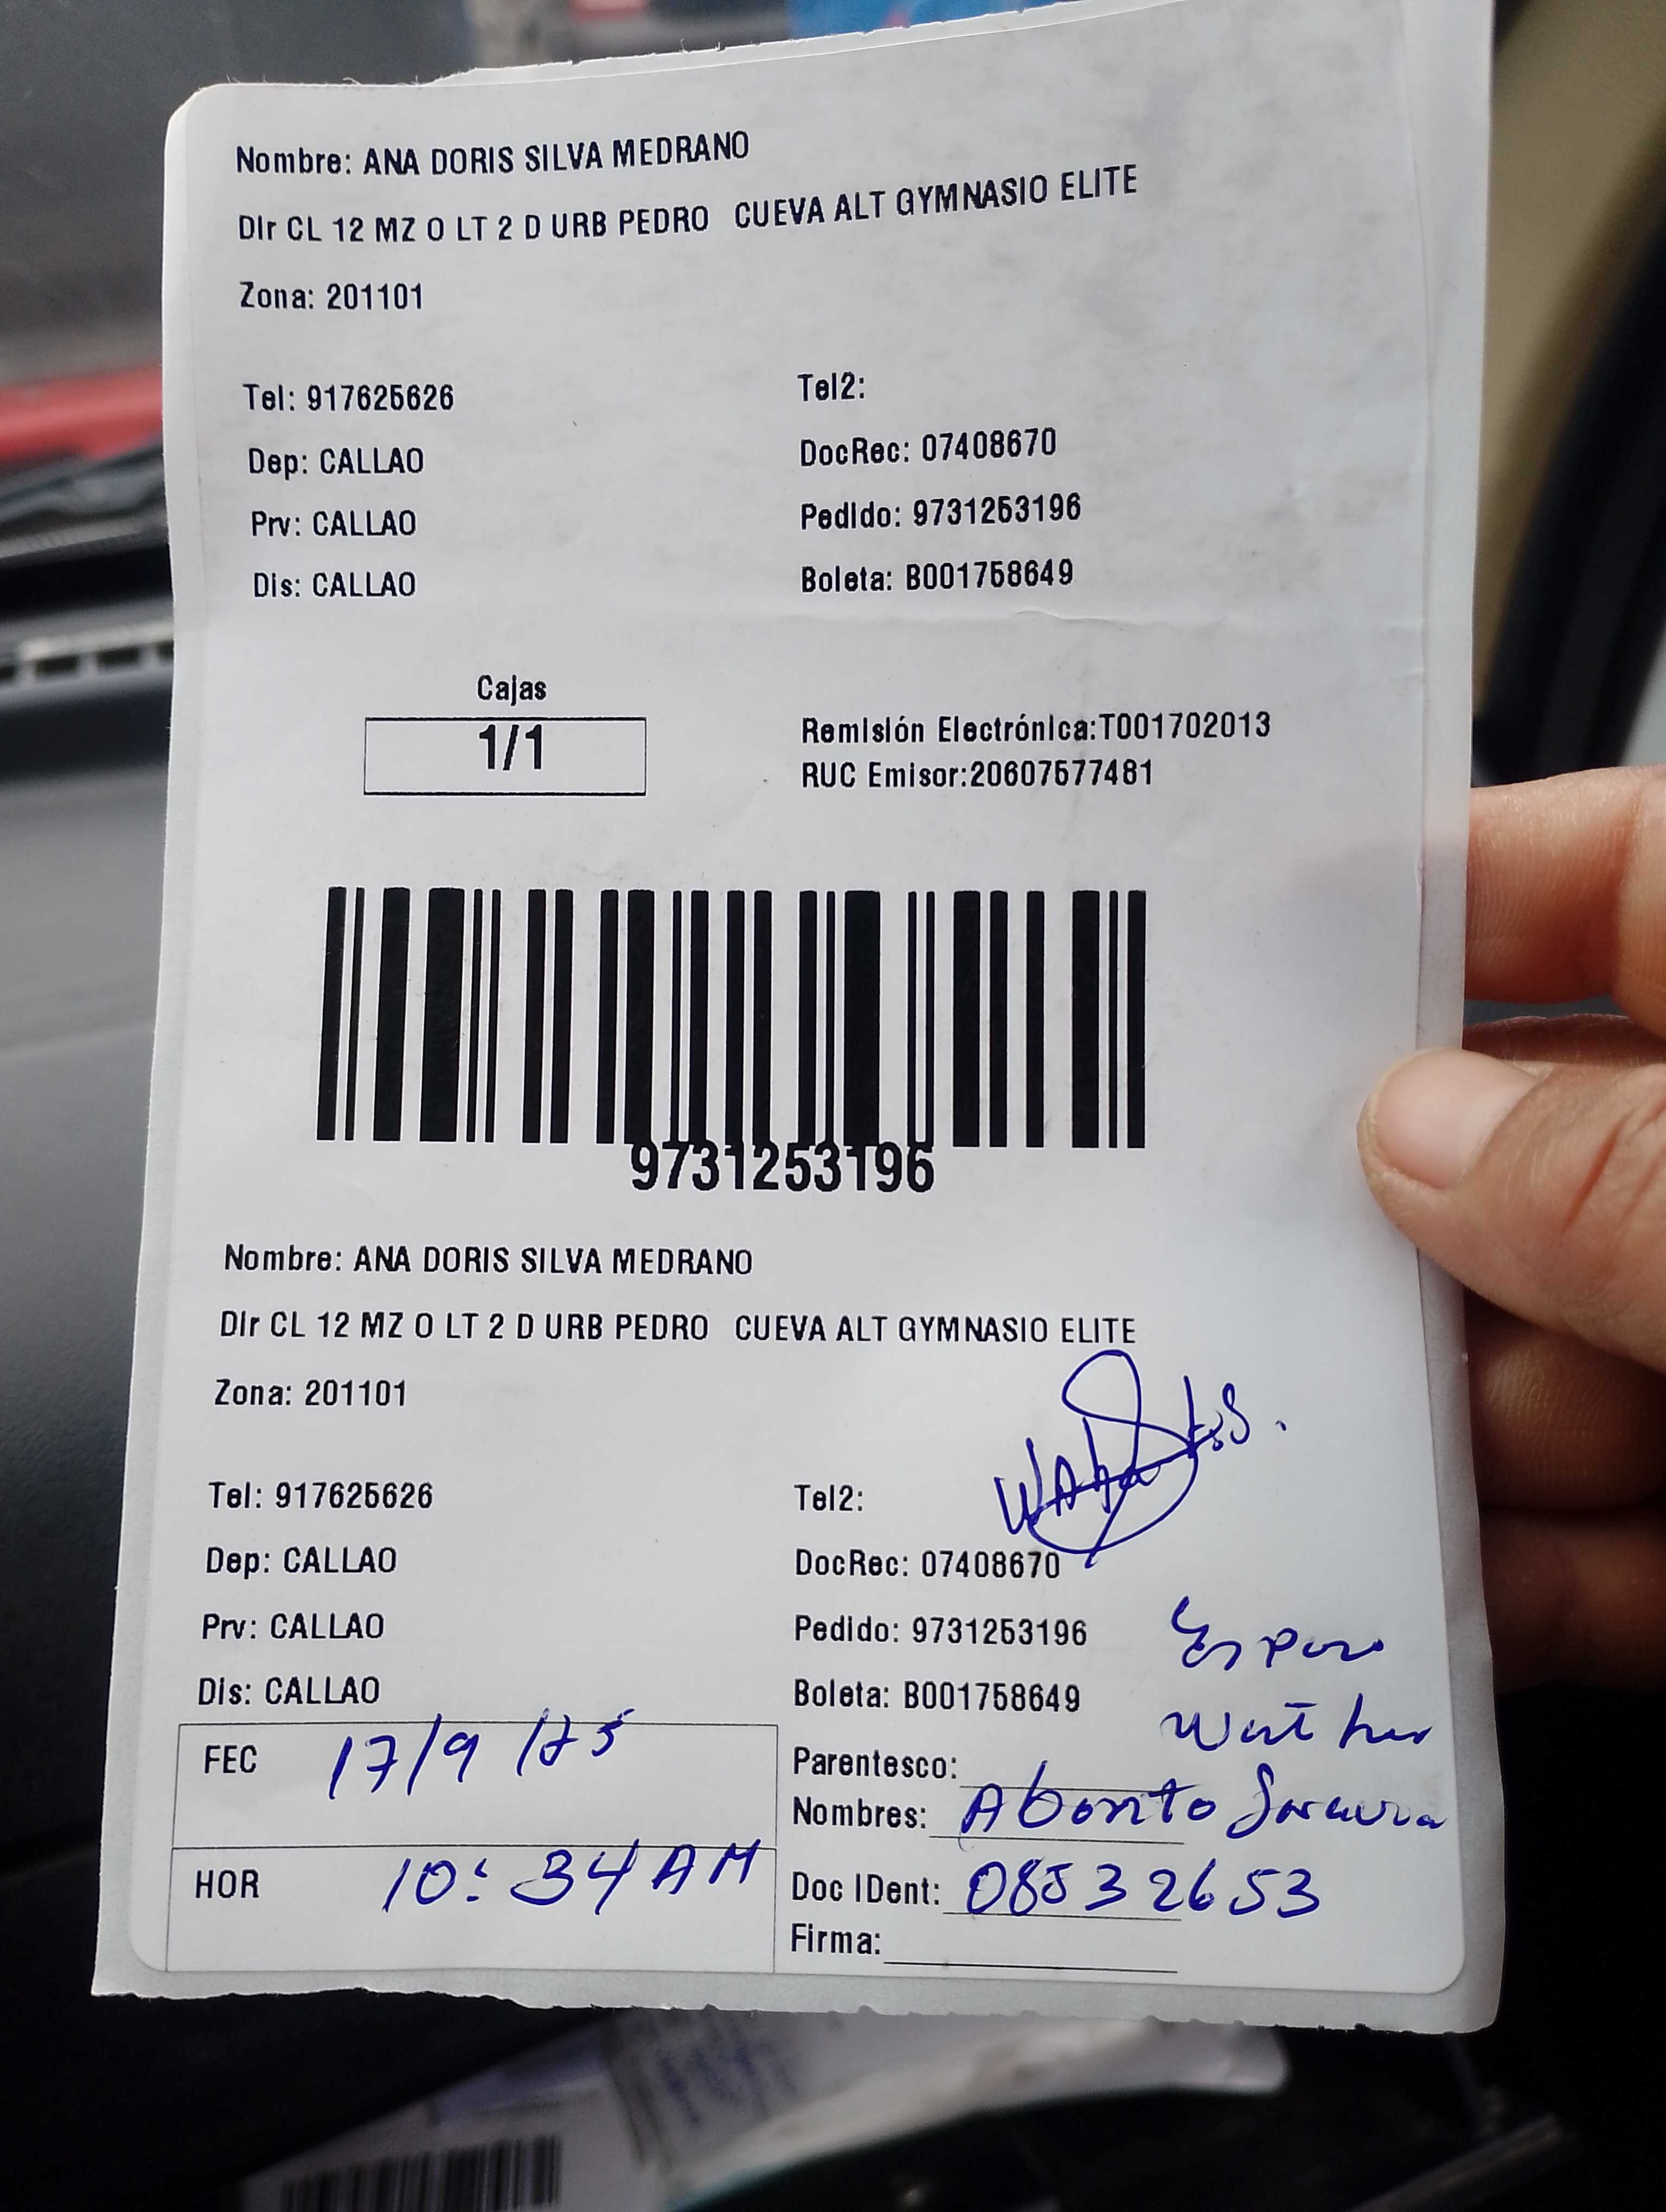 Nombre: ANA DORIS SILVA MEDRANO
Dir CL 12 MZ O LT 2 D URB PEDRO CUEVA ALT GYMNASIO ELITE
Zona: 201101
Tel: 917625626
Tel2:
Dep: CALLAO
DocRec: 07408670
Prv: CALLAO
Pedido: 9731253196
Dis: CALLAO
Boleta: B001758649
Cajas
1/1
Remisión Electrónica:T001702013
RUC Emisor:20607577481
9731253196
Nombre: ANA DORIS SILVA MEDRANO
Dir CL 12 MZ O LT 2 D URB PEDRO CUEVA ALT GYMNASIO ELITE
Zona: 201101
Tel: 917625626
Tel2:
Dep: CALLAO
DocRec: 07408670
Prv: CALLAO
Pedido: 9731253196
Esposo
Dis: CALLAO
Boleta: B001758649
FEC 17/9/25
Parentesco:
Nombres: Abonto
HOR 10:34 AM
Doc IDent: 08532653
Firma: